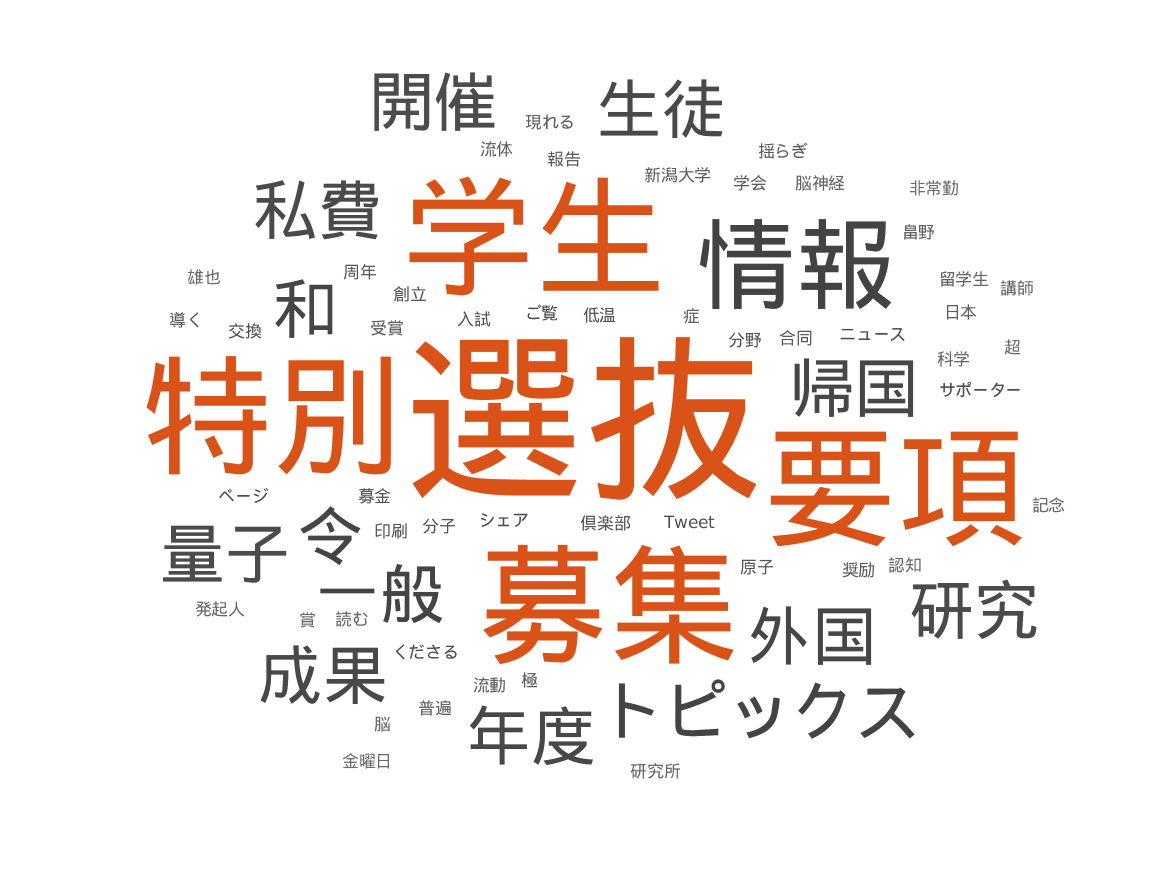 開催
生徒
現れる
流体
報告
揺らぎ
新潟大学
学会
脳神経
非常勤
私費
学生
情報
畠野
雄也
周年
留学生
講師
和
創立
導く
交換
受賞
入試
ご覧
低温
症
日本
分野
合同
ニュース
超
科学
特別
選抜
帰国
サポーター
要項
ページ
募金
記念
量子
令
印刷
分子
シェア
倶楽部
Tweet
一般
募集
原子
奨励
認知
発起人
賞
読む
外国
研究
成果
くださる
流動
極
トピックス
脳
普遍
年度
金曜日
研究所